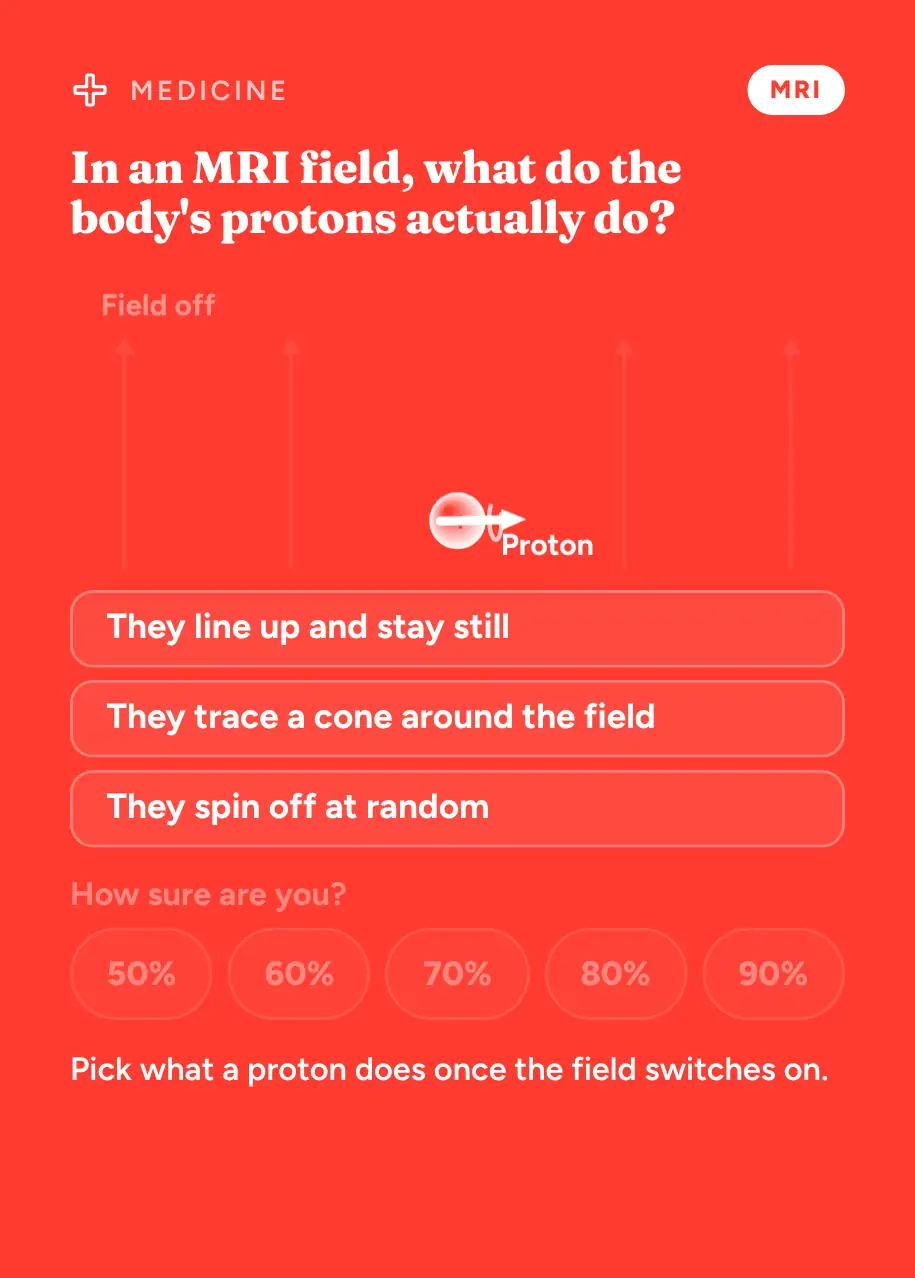 MEDICINE
MRI
In an MRI field, what do the
body's protons actually do?
Field off
Proton
They line up and stay still
They trace a cone around the field
They spin off at random
How sure are you?
50%
60%
70%
80%
90%
Pick what a proton does once the field switches on.